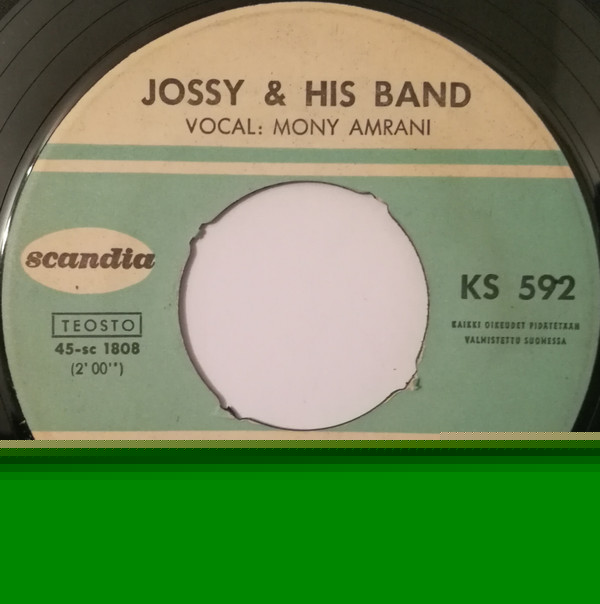 JOSSY & HIS BAND
VOCAL: MONY AMRANI
scandia
KS 592
TEOSTO
45-sc 1808
(2' 00'')
KAIKKI OIKEUDET PIDÄTETÄÄN
VALMISTETTU SUOMESSA